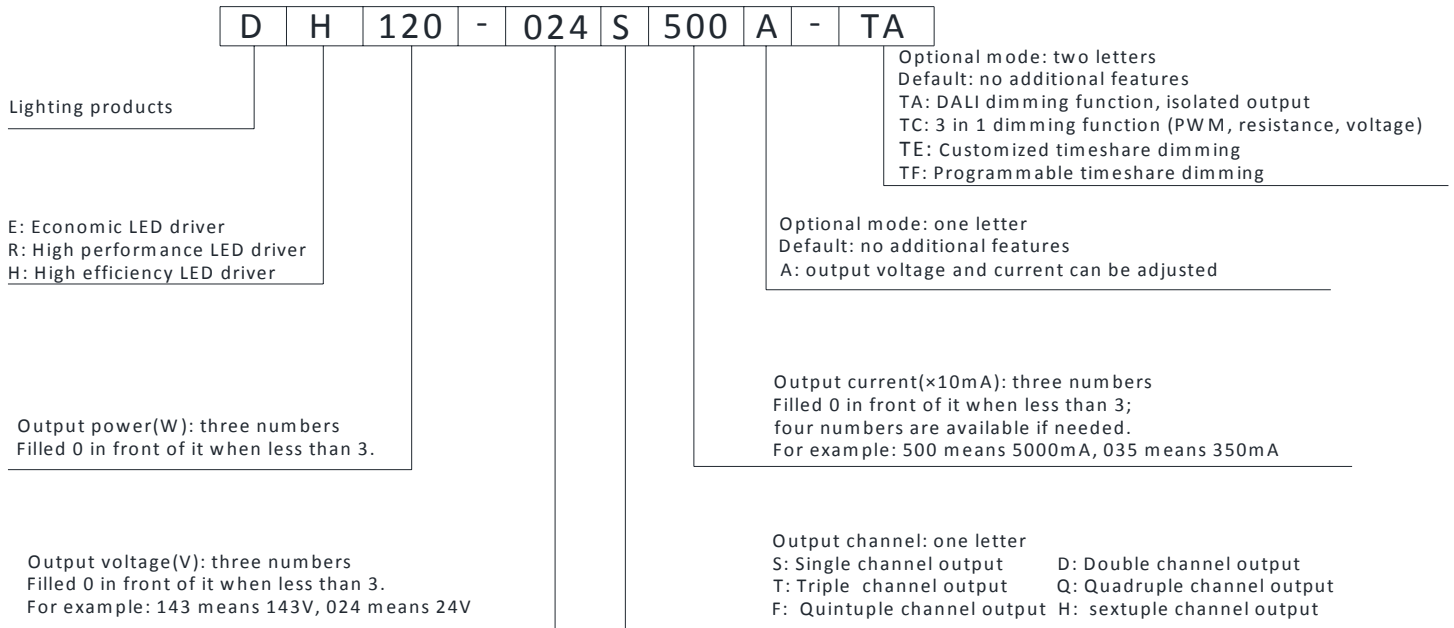 D H 120 - 024 S 500 A - TA
Optional mode: two letters
Default: no additional features
TA: DALI dimming function, isolated output
TC: 3 in 1 dimming function (PWM, resistance, voltage)
TE: Customized timeshare dimming
TF: Programmable timeshare dimming
Lighting products
E: Economic LED driver
R: High performance LED driver
H: High efficiency LED driver
Optional mode: one letter
Default: no additional features
A: output voltage and current can be adjusted
Output power(W): three numbers
Filled 0 in front of it when less than 3.
Output current(×10mA): three numbers
Filled 0 in front of it when less than 3;
four numbers are available if needed.
For example: 500 means 5000mA, 035 means 350mA
Output voltage(V): three numbers
Filled 0 in front of it when less than 3.
For example: 143 means 143V, 024 means 24V
Output channel: one letter
S: Single channel output D: Double channel output
T: Triple channel output Q: Quadruple channel output
F: Quintuple channel output H: sextuple channel output